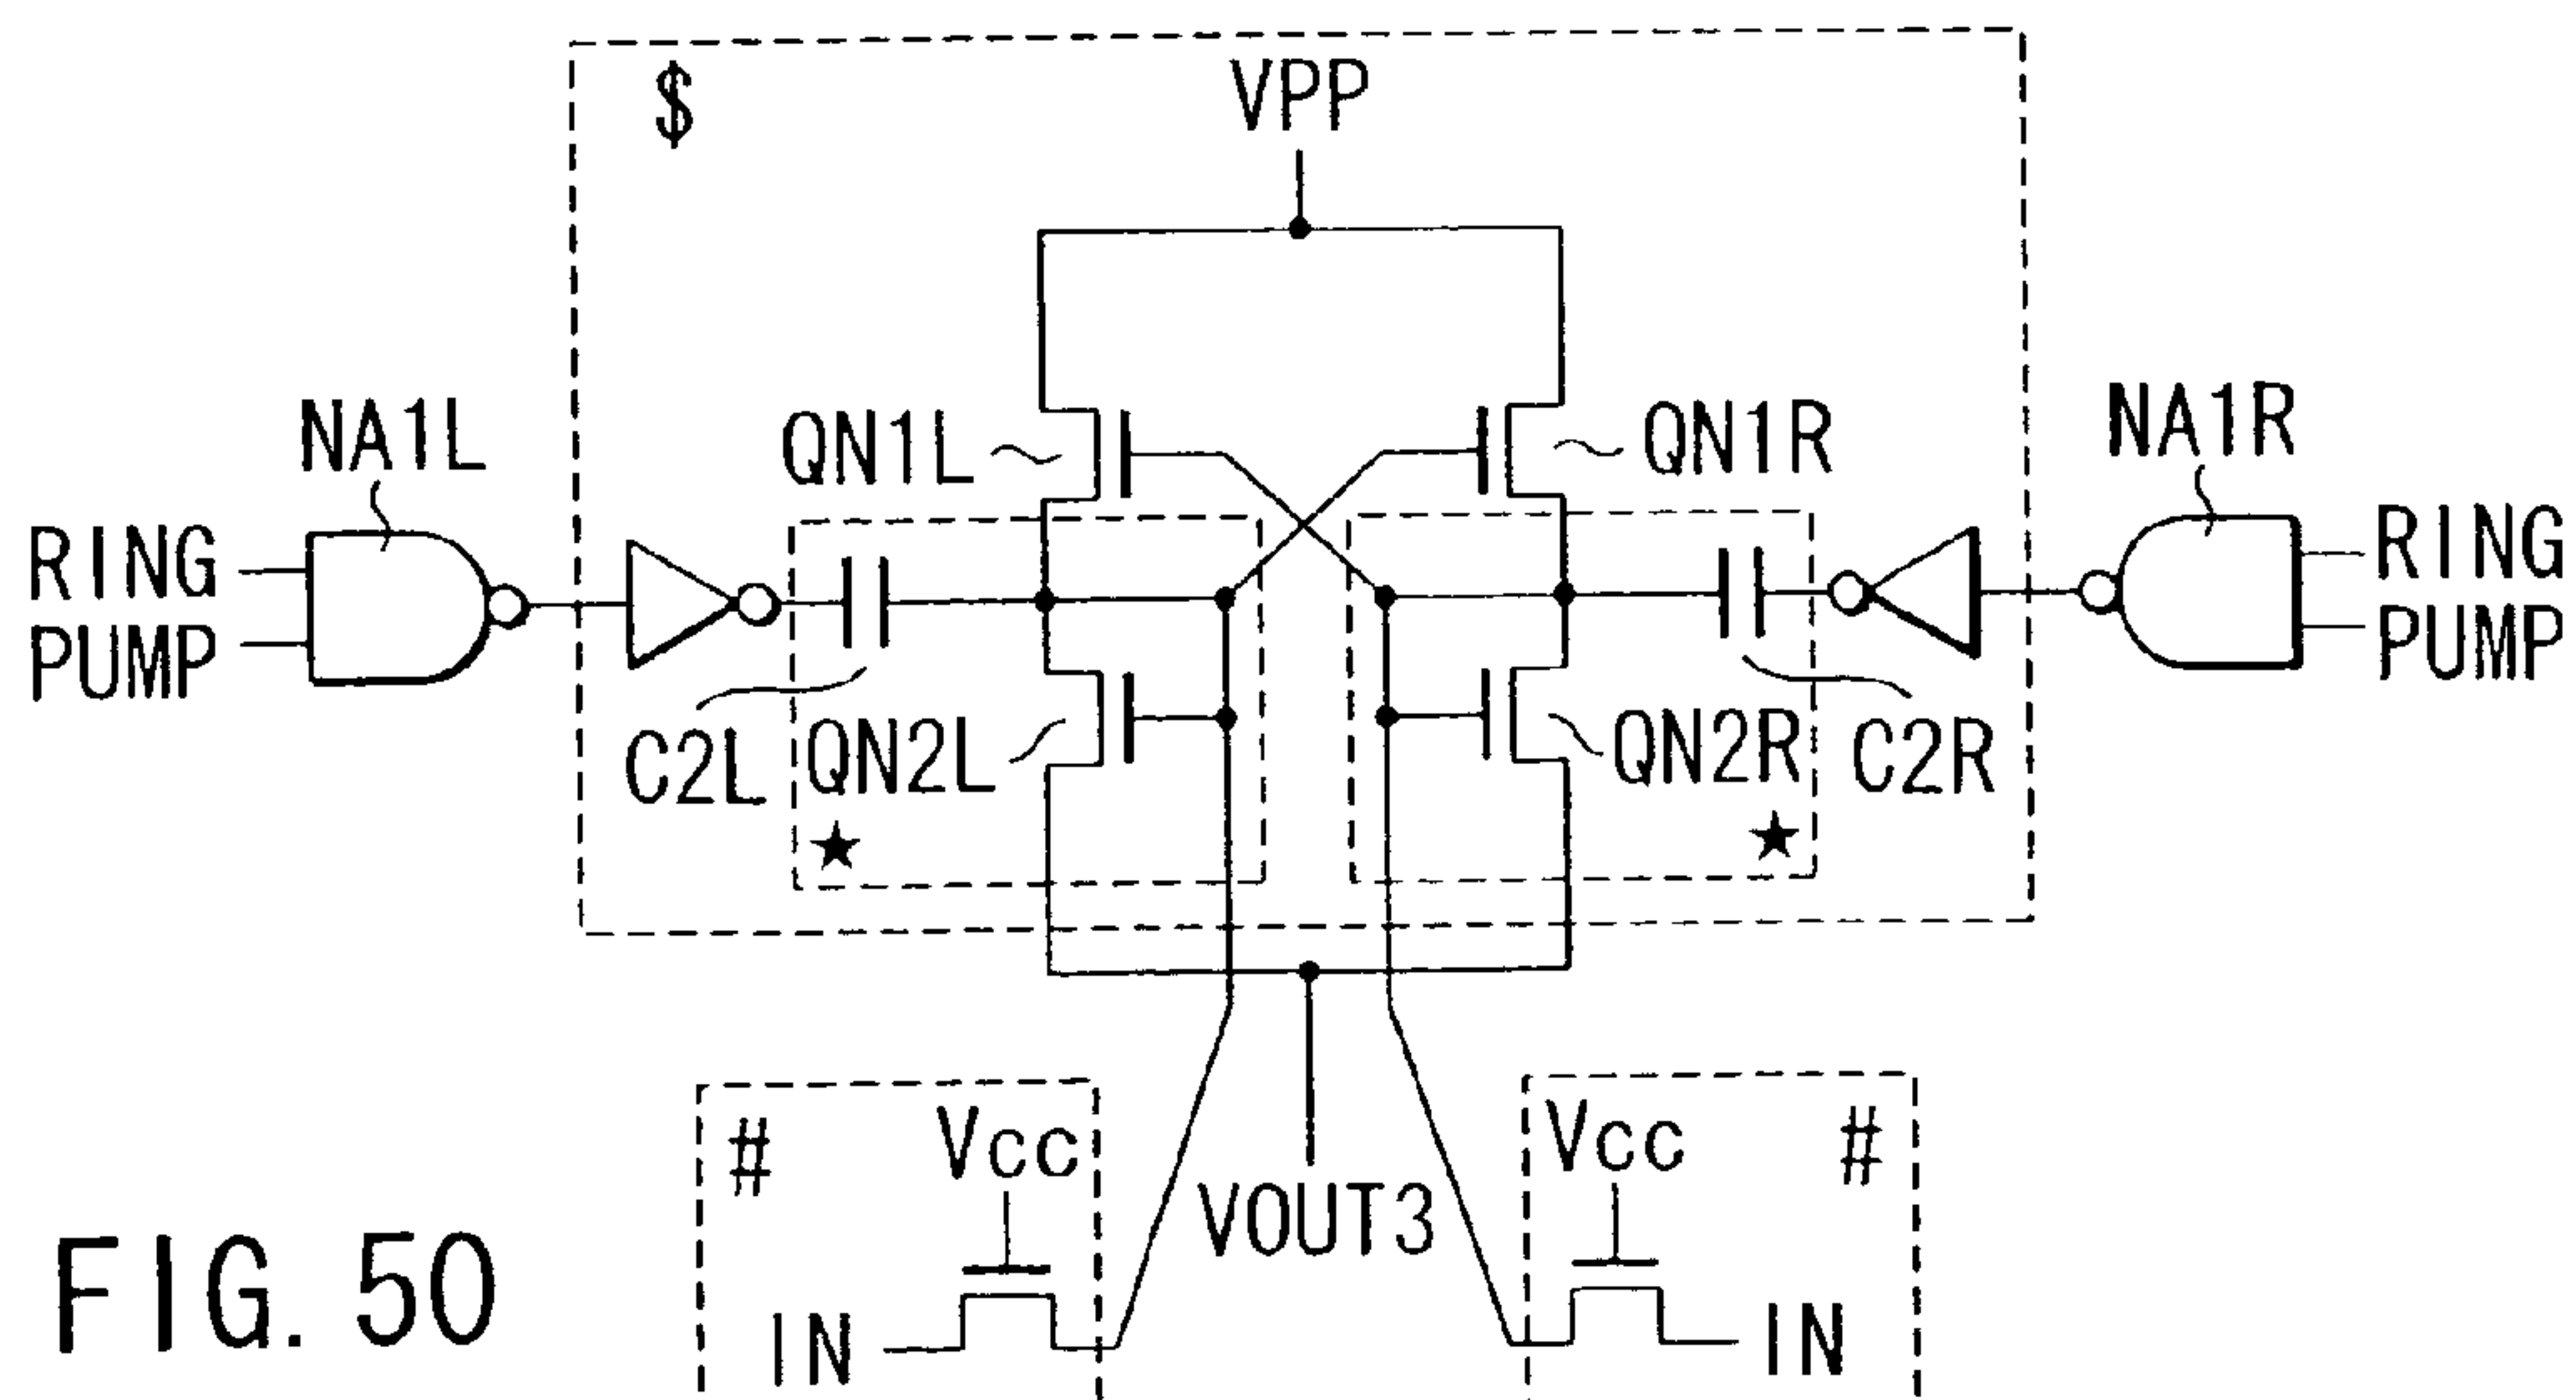 $
VPP
NA1L
QN1L
QN1R
NA1R
RING
PUMP
RING
PUMP
C2L
QN2L
QN2R
C2R
★
★
#
Vcc
Vcc
#
VOUT3
IN
IN
FIG. 50